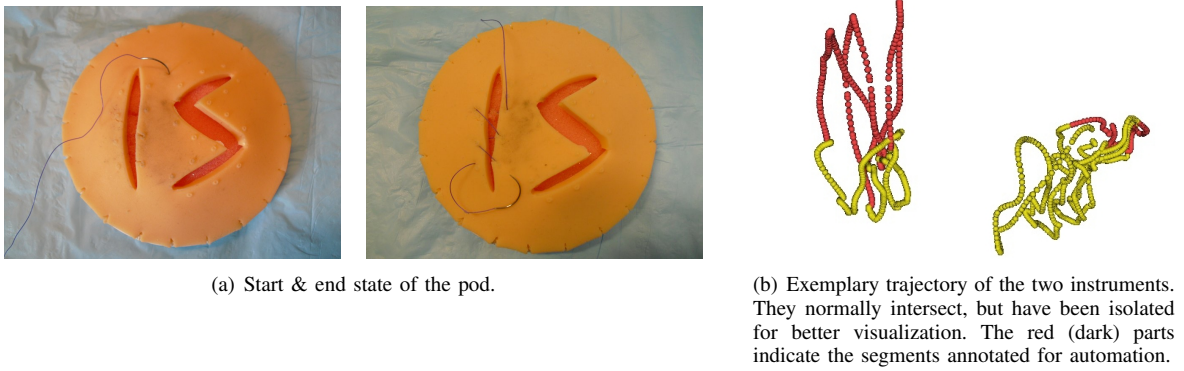 (a) Start & end state of the pod.
(b) Exemplary trajectory of the two instruments.
They normally intersect, but have been isolated
for better visualization. The red (dark) parts
indicate the segments annotated for automation.